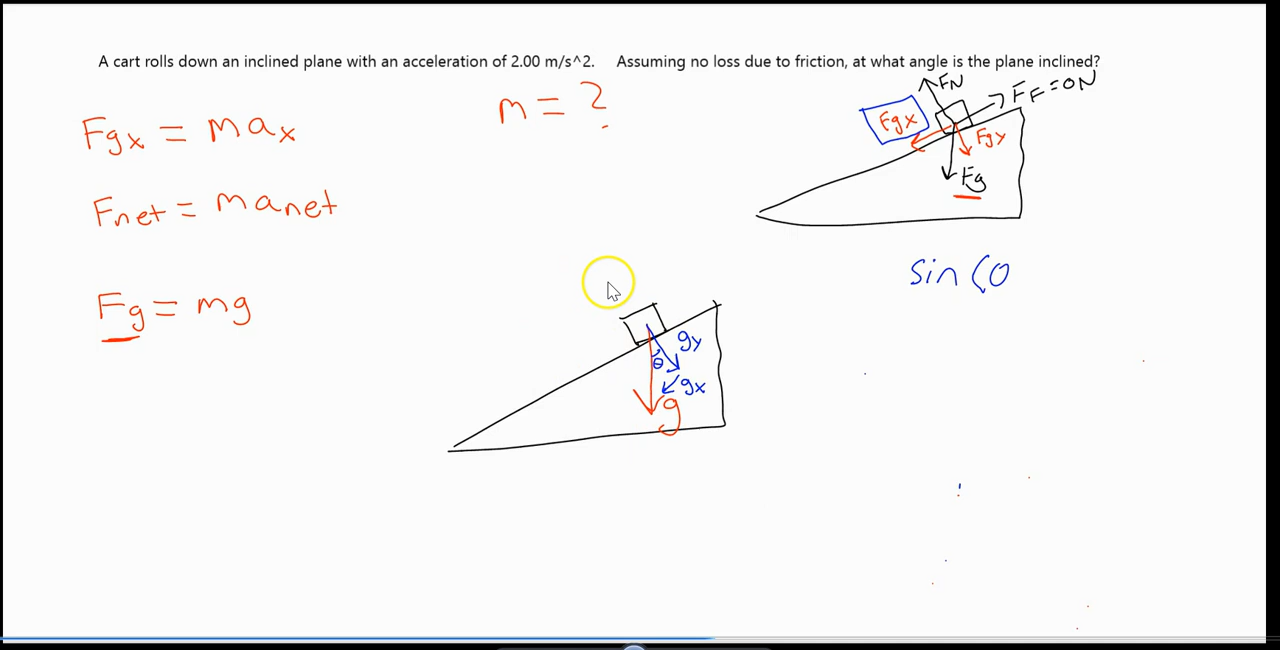 A cart rolls down an inclined plane with an acceleration of 2.00 m/s^2. Assuming no loss due to friction, at what angle is the plane inclined?
FN
FF = 0N
m = ?
Fgx
Fgx = max
Fgy
Fg
Fnet = manet
sin (θ
Fg = mg
gy
θ
gx
g